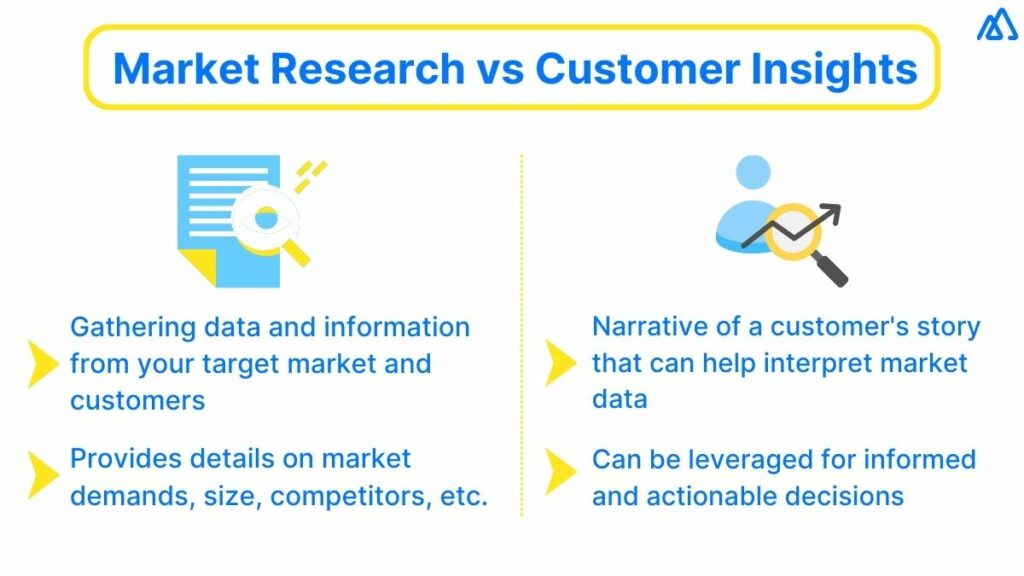 Market Research vs Customer Insights
Gathering data and information
from your target market and
customers
Provides details on market
demands, size, competitors, etc.
Narrative of a customer's story
that can help interpret market
data
Can be leveraged for informed
and actionable decisions